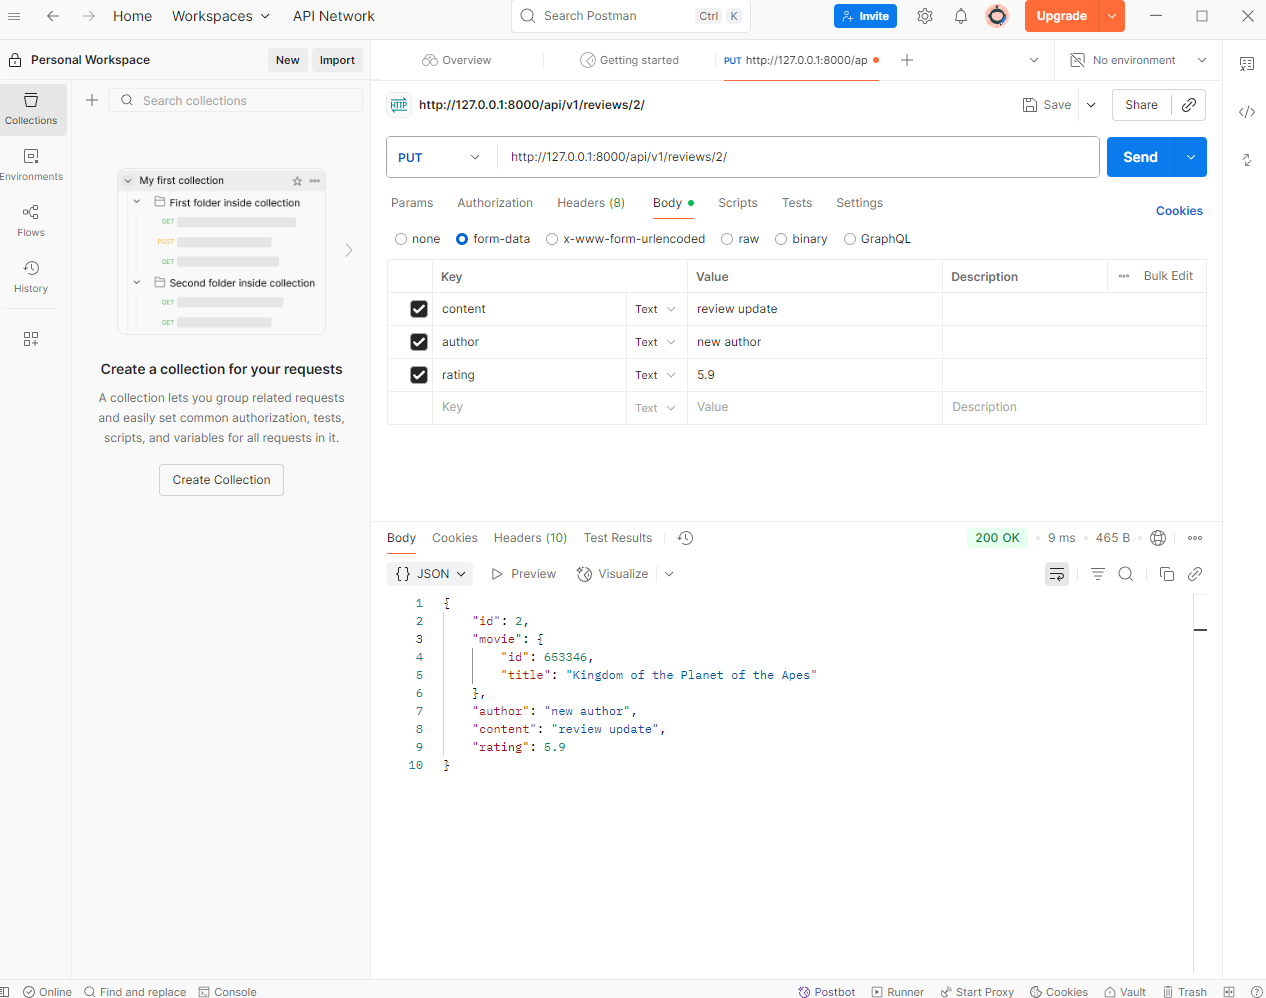 Home Workspaces API Network Search Postman Ctrl K Invite Upgrade
Personal Workspace New Import Overview Getting started PUT http://127.0.0.1:8000/ap No environment
Collections
Search collections
HTTP http://127.0.0.1:8000/api/v1/reviews/2/ Save Share
Environments
Flows
History
My first collection
First folder inside collection
GET
POST
GET
Second folder inside collection
GET
GET
Create a collection for your requests
A collection lets you group related requests
and easily set common authorization, tests,
scripts, and variables for all requests in it.
Create Collection
PUT http://127.0.0.1:8000/api/v1/reviews/2/ Send
Params Authorization Headers (8) Body Scripts Tests Settings Cookies
none form-data x-www-form-urlencoded raw binary GraphQL
Key Value Description Bulk Edit
content Text review update
author Text new author
rating Text 5.9
Key Text Value Description
Body Cookies Headers (10) Test Results 200 OK 9 ms 465 B
{} JSON Preview Visualize
1 {
2 "id": 2,
3 "movie": {
4 "id": 653346,
5 "title": "Kingdom of the Planet of the Apes"
6 },
7 "author": "new author",
8 "content": "review update",
9 "rating": 5.9
10 }
Online Find and replace Console Postbot Runner Start Proxy Cookies Vault Trash